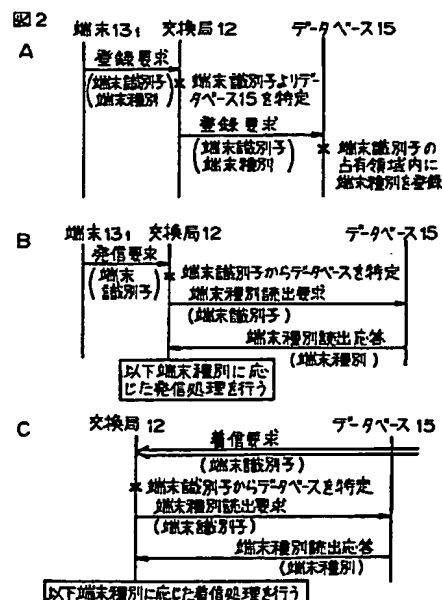 図2
A
端末13₁ 交換局12 データベース15
登録要求
(端末識別子
端末種別)
端末識別子よりデー
タベース15を特定
登録要求
(端末識別子
端末種別)
端末識別子の
占有領域内に
端末種別を登録
B
端末13₁ 交換局12 データベース15
発信要求
(端末
識別子)
端末識別子からデータベースを特定
端末種別読出要求
(端末識別子)
端末種別読出応答
(端末種別)
以下端末種別に応
じた発信処理を行う
C
交換局12 データベース15
着信要求
(端末識別子)
端末識別子からデータベースを特定
端末種別読出要求
(端末識別子)
端末種別読出応答
(端末種別)
以下端末種別に応じた着信処理を行う